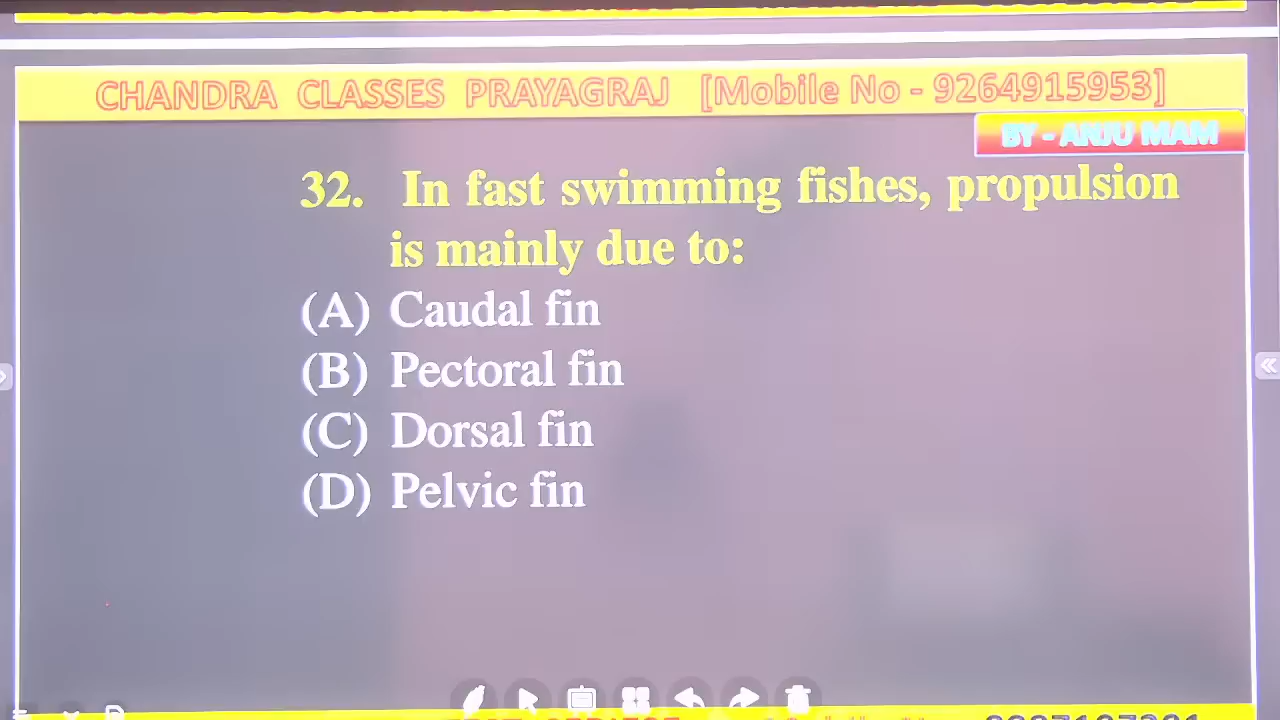 CHANDRA CLASSES PRAYAGRAJ [Mobile No - 9264915953]
BY - ANJU MAM
32. In fast swimming fishes, propulsion
is mainly due to:
(A) Caudal fin
(B) Pectoral fin
(C) Dorsal fin
(D) Pelvic fin